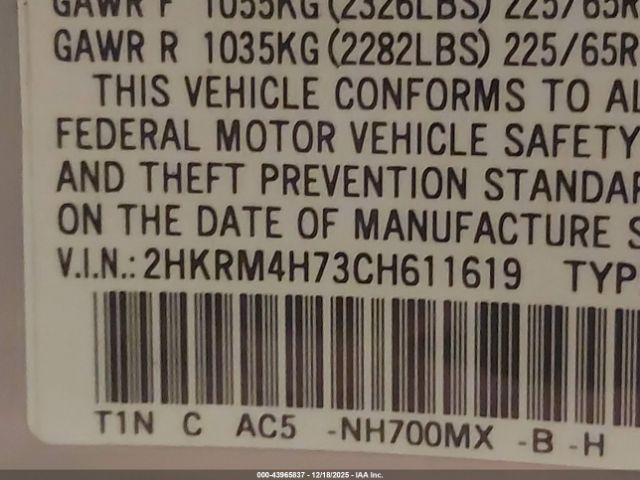 GAWR F 1055KG (2326LBS) 225/65R
GAWR R 1035KG (2282LBS) 225/65R
THIS VEHICLE CONFORMS TO AL
FEDERAL MOTOR VEHICLE SAFETY
AND THEFT PREVENTION STANDAR
ON THE DATE OF MANUFACTURE S
V.I.N.: 2HKRM4H73CH611619 TYP
T1N C AC5 -NH700MX -B -H
000-43965837 - 12/18/2025 - IAA Inc.